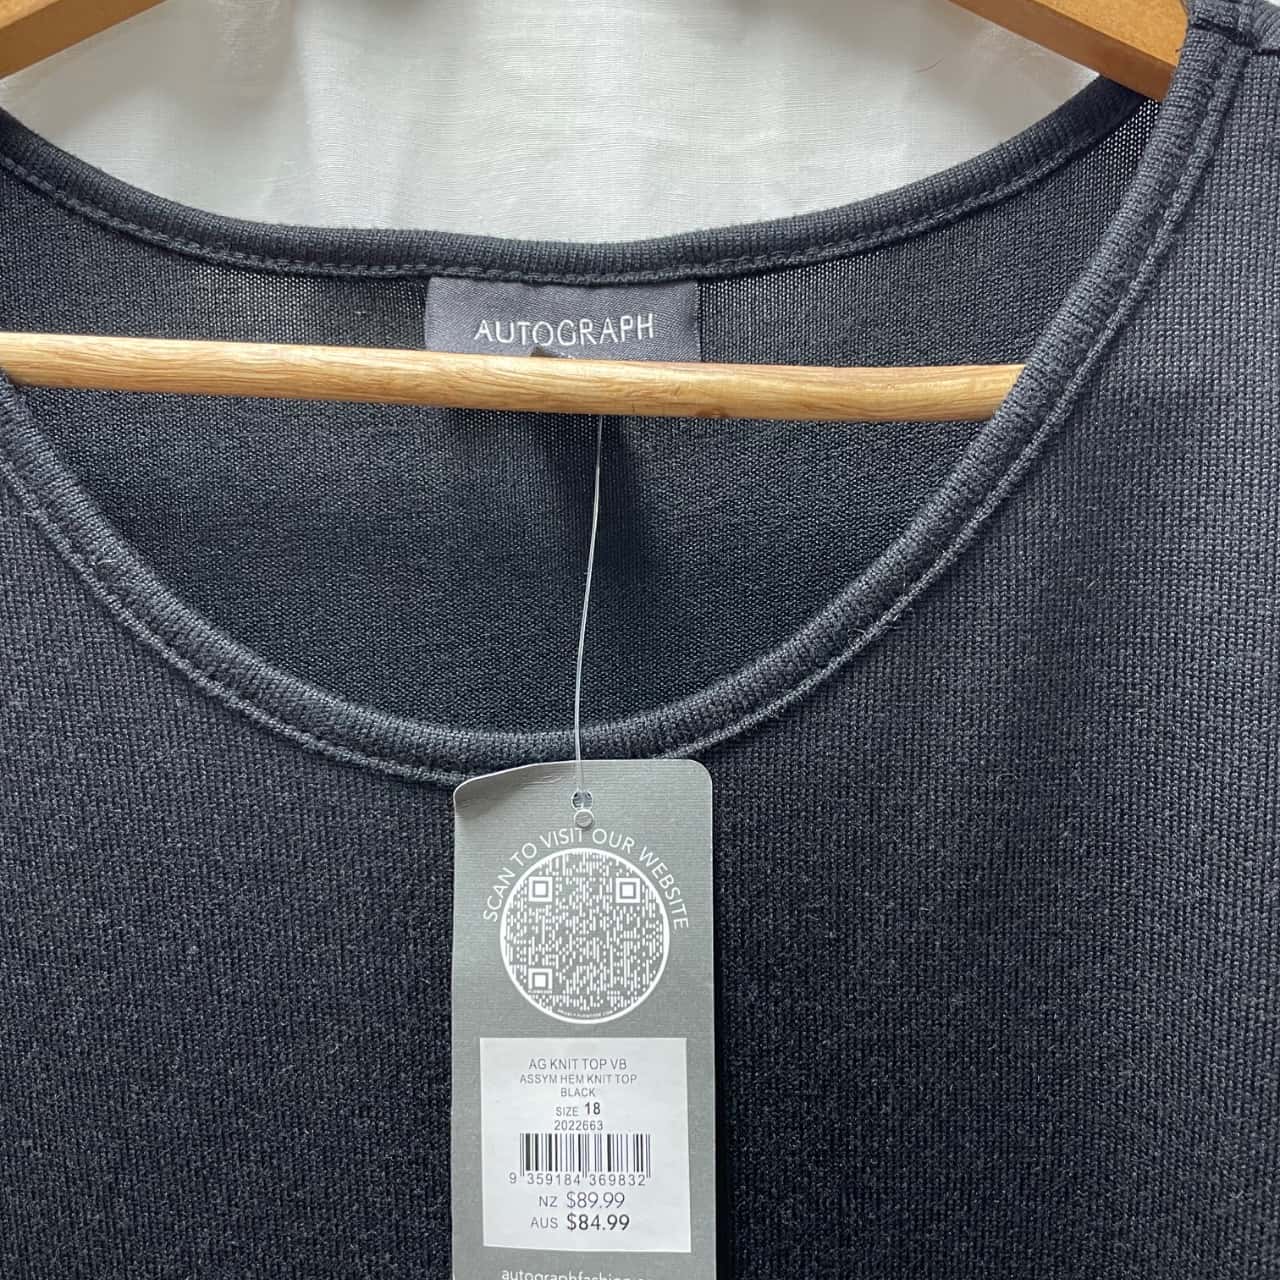 AUTOGRAPH
SCAN TO VISIT OUR WEBSITE
AG KNIT TOP VB
ASSYM HEM KNIT TOP
BLACK
SIZE 18
2022663
9 359184 369832
NZ $89.99
AUS $84.99